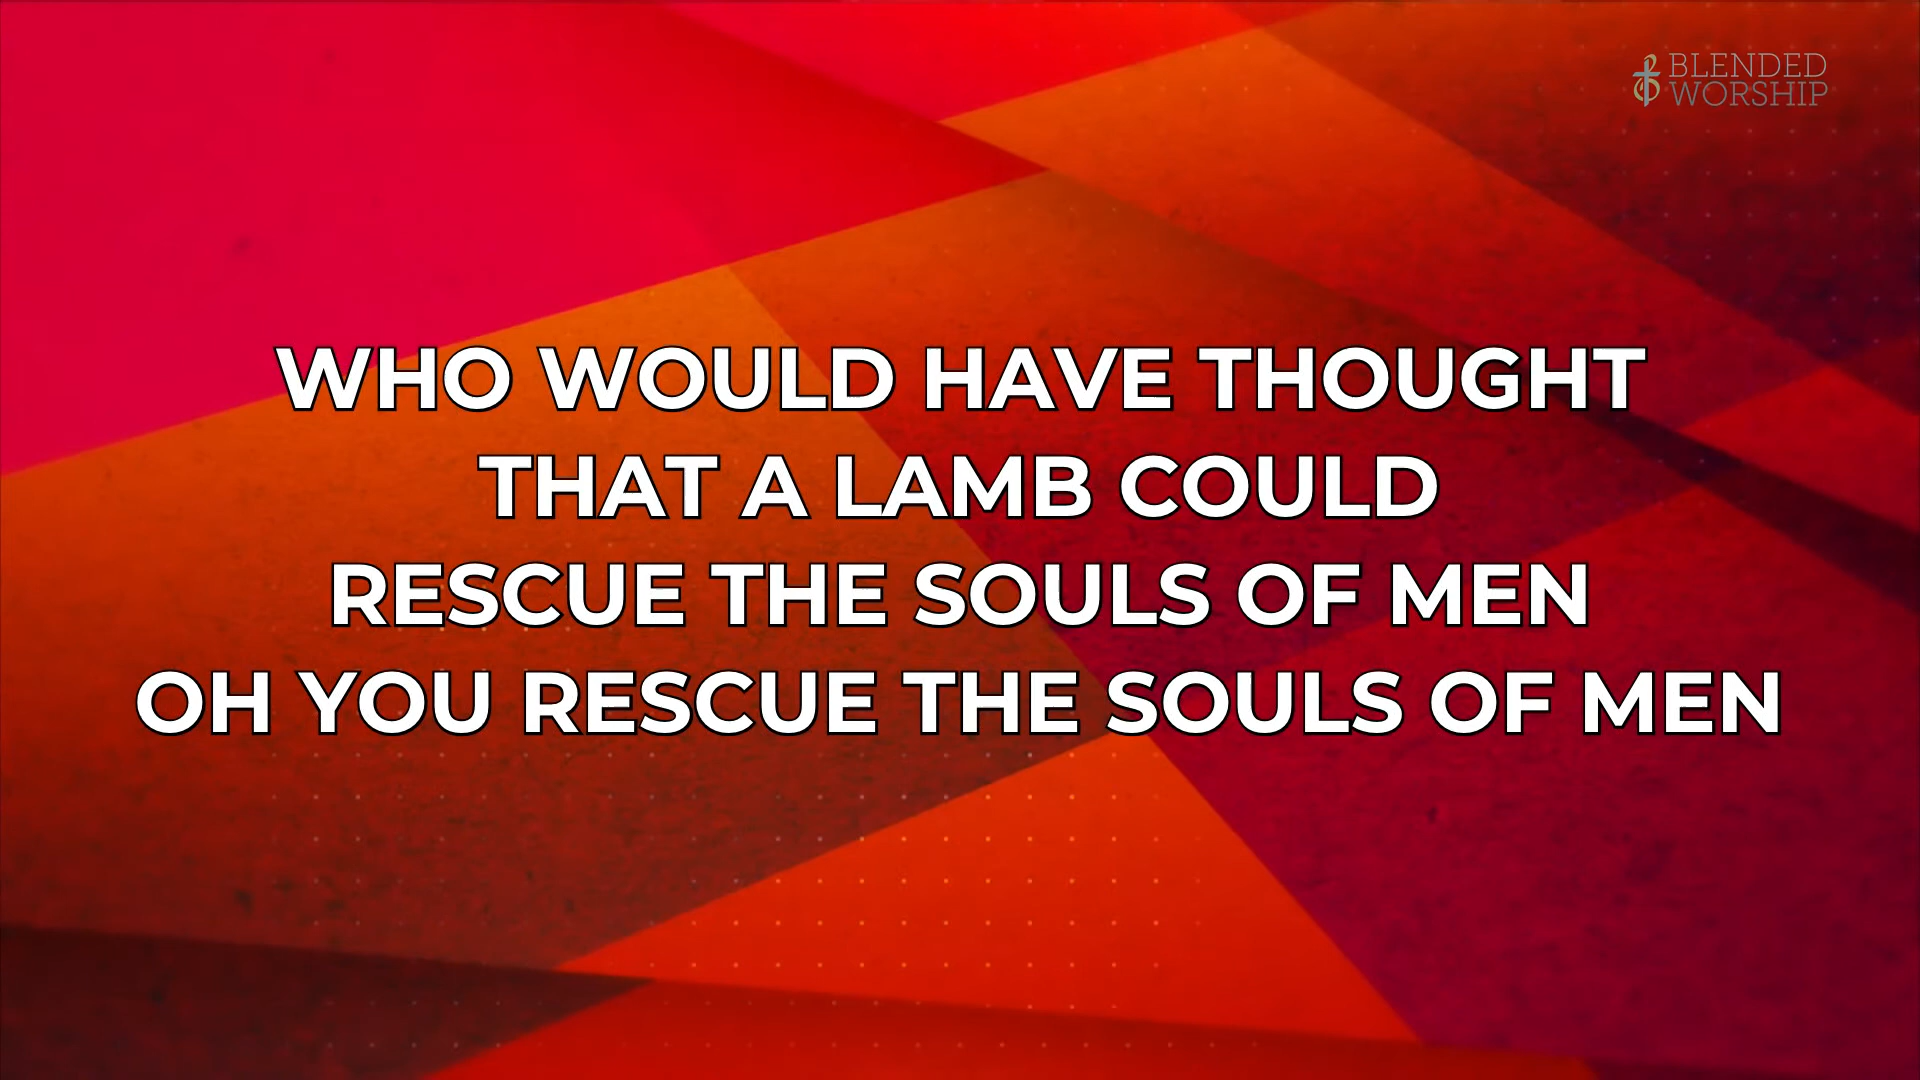 BLENDED
WORSHIP
WHO WOULD HAVE THOUGHT
THAT A LAMB COULD
RESCUE THE SOULS OF MEN
OH YOU RESCUE THE SOULS OF MEN